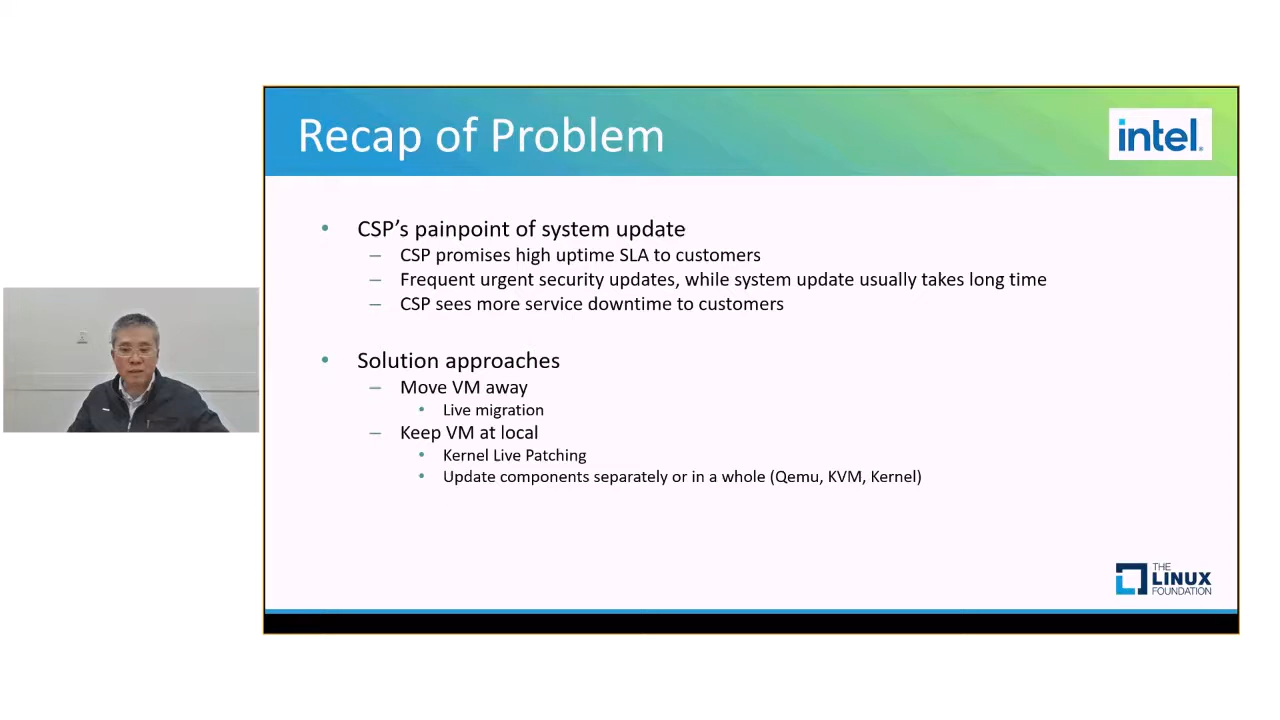 Recap of Problem
intel.
• CSP's painpoint of system update
– CSP promises high uptime SLA to customers
– Frequent urgent security updates, while system update usually takes long time
– CSP sees more service downtime to customers
• Solution approaches
– Move VM away
• Live migration
– Keep VM at local
• Kernel Live Patching
• Update components separately or in a whole (Qemu, KVM, Kernel)
THE
LINUX
FOUNDATION